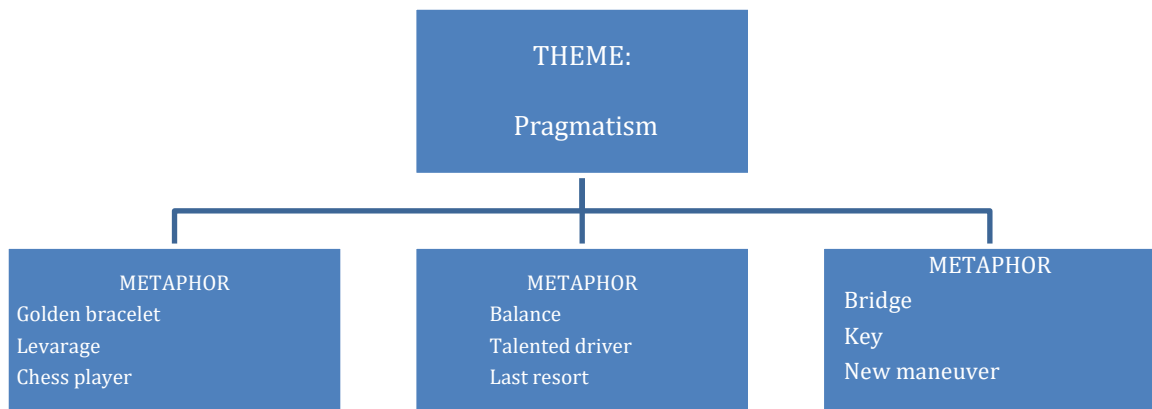 THEME:
Pragmatism
METAPHOR
Golden bracelet
Levarage
Chess player
METAPHOR
Balance
Talented driver
Last resort
METAPHOR
Bridge
Key
New maneuver